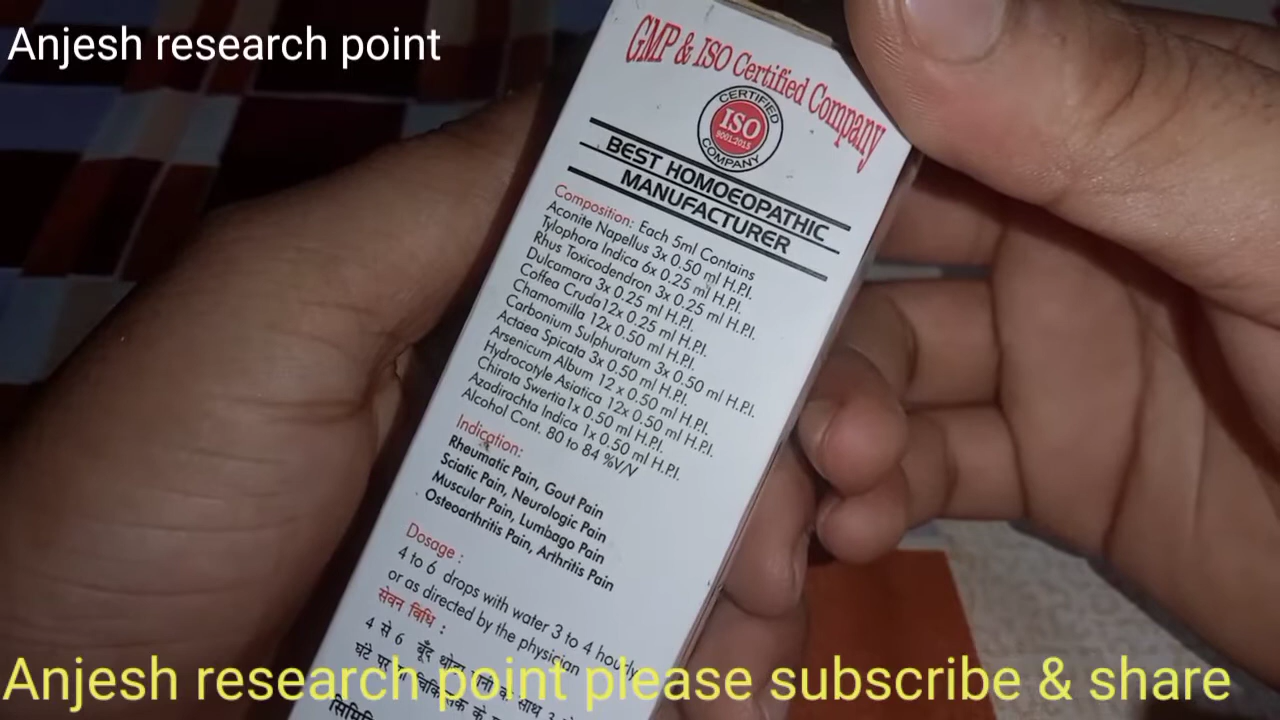 Anjesh research point
GMP & ISO Certified Company
CERTIFIED
ISO
9001:2015
COMPANY
BEST HOMOEOPATHIC
MANUFACTURER
Composition: Each 5ml Contains
Aconite Napellus 3x 0.50 ml H.P.I.
Tylophora Indica 6x 0.25 ml H.P.I.
Rhus Toxicodendron 3x 0.25 ml H.P.I.
Dulcamara 3x 0.25 ml H.P.I.
Coffea Cruda12x 0.25 ml H.P.I.
Chamomilla 12x 0.50 ml H.P.I.
Carbonium Sulphuratum 3x 0.50 ml H.P.I.
Actaea Spicata 3x 0.50 ml H.P.I.
Arsenicum Album 12 x 0.50 ml H.P.I.
Hydrocotyle Asiatica 12x 0.50 ml H.P.I.
Chirata Swertia1x 0.50 ml H.P.I.
Azadirachta Indica 1x 0.50 ml H.P.I.
Alcohol Cont. 80 to 84 %V/V
Indication:
Rheumatic Pain, Gout Pain
Sciatic Pain, Neurologic Pain
Muscular Pain, Lumbago Pain
Osteoarthritis Pain, Arthritis Pain
Dosage :
4 to 6 drops with water 3 to 4 hourly
or as directed by the physician
सेवन विधि :
4 से 6 बूँद थोड़ा पानी के साथ 3
घंटे पर
Anjesh research point please subscribe & share